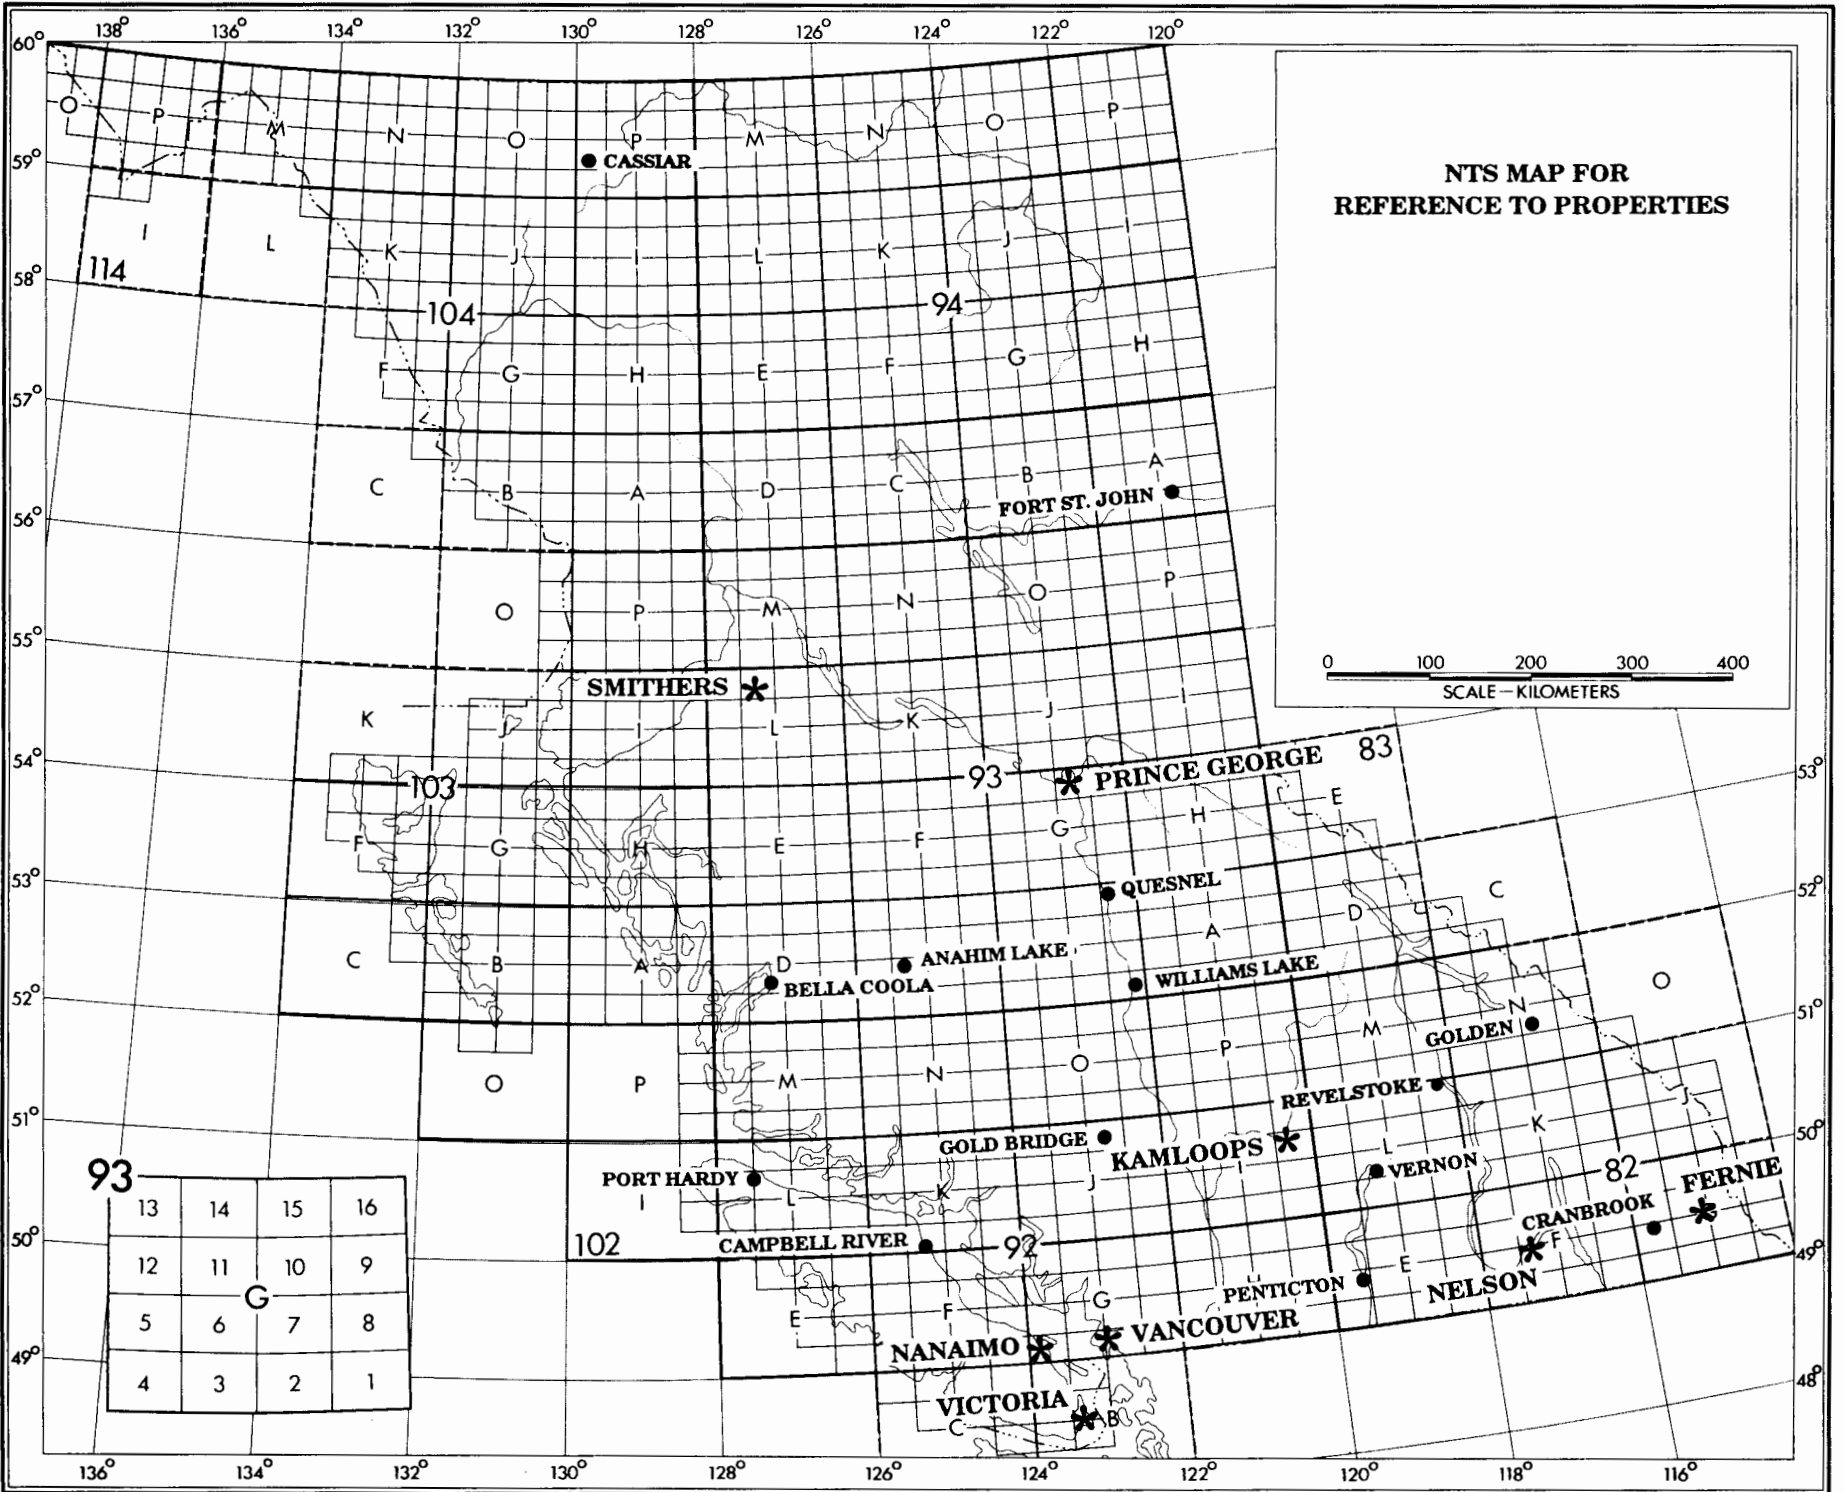 138° 136° 134° 132° 130° 128° 126° 124° 122° 120°
60°
O P M N O P M N O P
CASSIAR
59°
NTS MAP FOR
REFERENCE TO PROPERTIES
I L K J I L K J I
58°
114
104 94
F G H E F G H
57°
C B A D C B A
FORT ST. JOHN
56°
O P M N O P
55°
0 100 200 300 400
SCALE—KILOMETERS
SMITHERS
K J I L K J I
54°
103 93 83
PRINCE GEORGE
53°
F G H E F G H E
QUESNEL
53°
52°
C B A D A D C
ANAHIM LAKE
BELLA COOLA
WILLIAMS LAKE
52°
51°
O P M N O P M N O
GOLDEN
REVELSTOKE
51°
50°
GOLD BRIDGE
KAMLOOPS
PORT HARDY
VERNON
I L K J L K J
82
FERNIE
CRANBROOK
50°
102 92
CAMPBELL RIVER
49°
E F G H E F
PENTICTON
NELSON
VANCOUVER
NANAIMO
49°
48°
VICTORIA
C B
93
13 14 15 16
12 11 10 9
G
5 6 7 8
4 3 2 1
136° 134° 132° 130° 128° 126° 124° 122° 120° 118° 116°